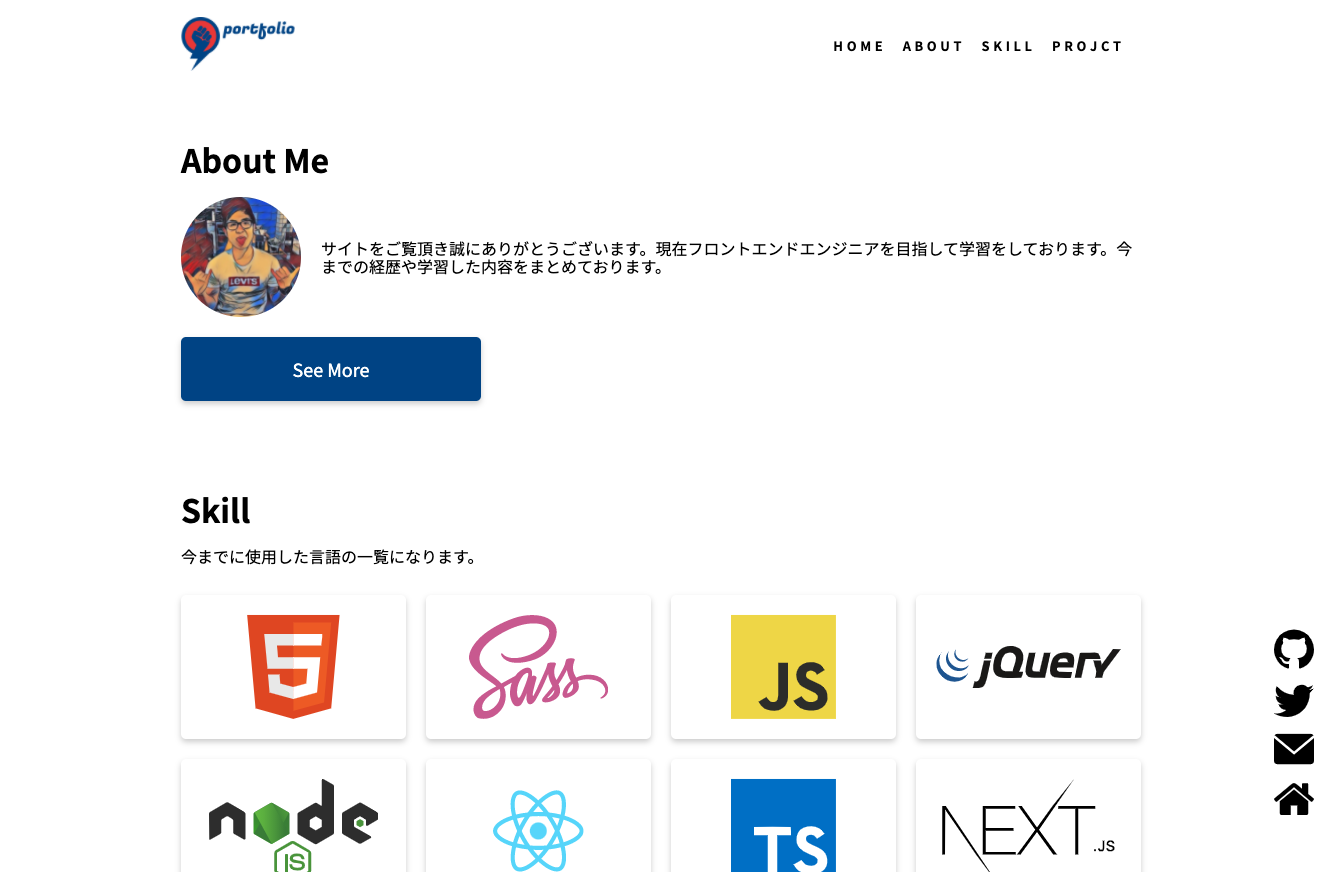 portfolio
HOME ABOUT SKILL PROJCT
About Me
LEVI'S
サイトをご覧頂き誠にありがとうございます。現在フロントエンドエンジニアを目指して学習をしております。今
までの経歴や学習した内容をまとめております。
See More
Skill
今までに使用した言語の一覧になります。
5 Sass JS jQuery
node JS TS NEXT.JS